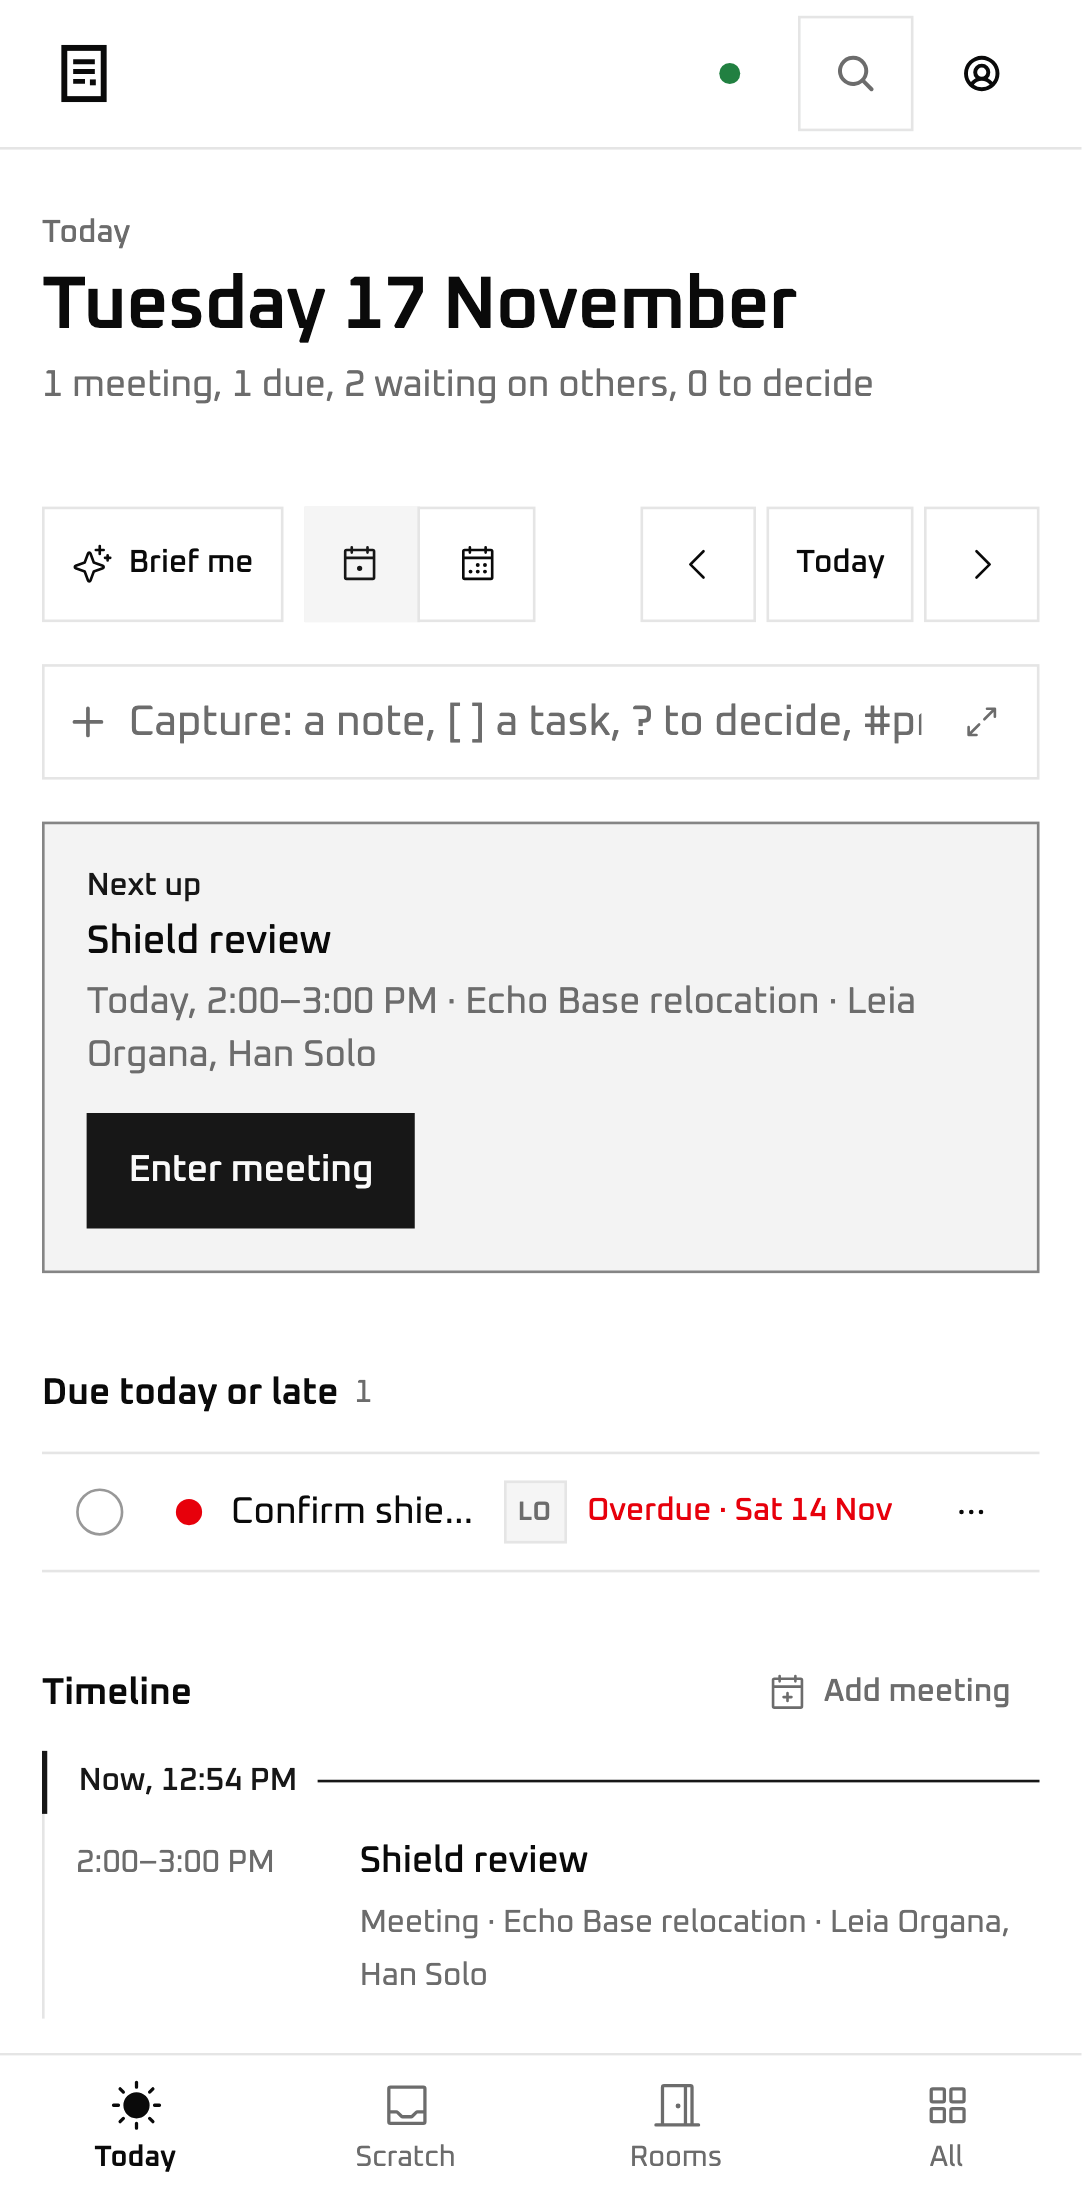 Today
Tuesday 17 November
1 meeting, 1 due, 2 waiting on others, 0 to decide
Brief me
Today
Capture: a note, [ ] a task, ? to decide,
Next up
Shield review
Today, 2:00–3:00 PM · Echo Base relocation · Leia
Organa, Han Solo
Enter meeting
Due today or late 1
Confirm shie... LO Overdue · Sat 14 Nov
Timeline
Add meeting
Now, 12:54 PM
2:00–3:00 PM
Shield review
Meeting · Echo Base relocation · Leia Organa,
Han Solo
Today
Scratch
Rooms
All